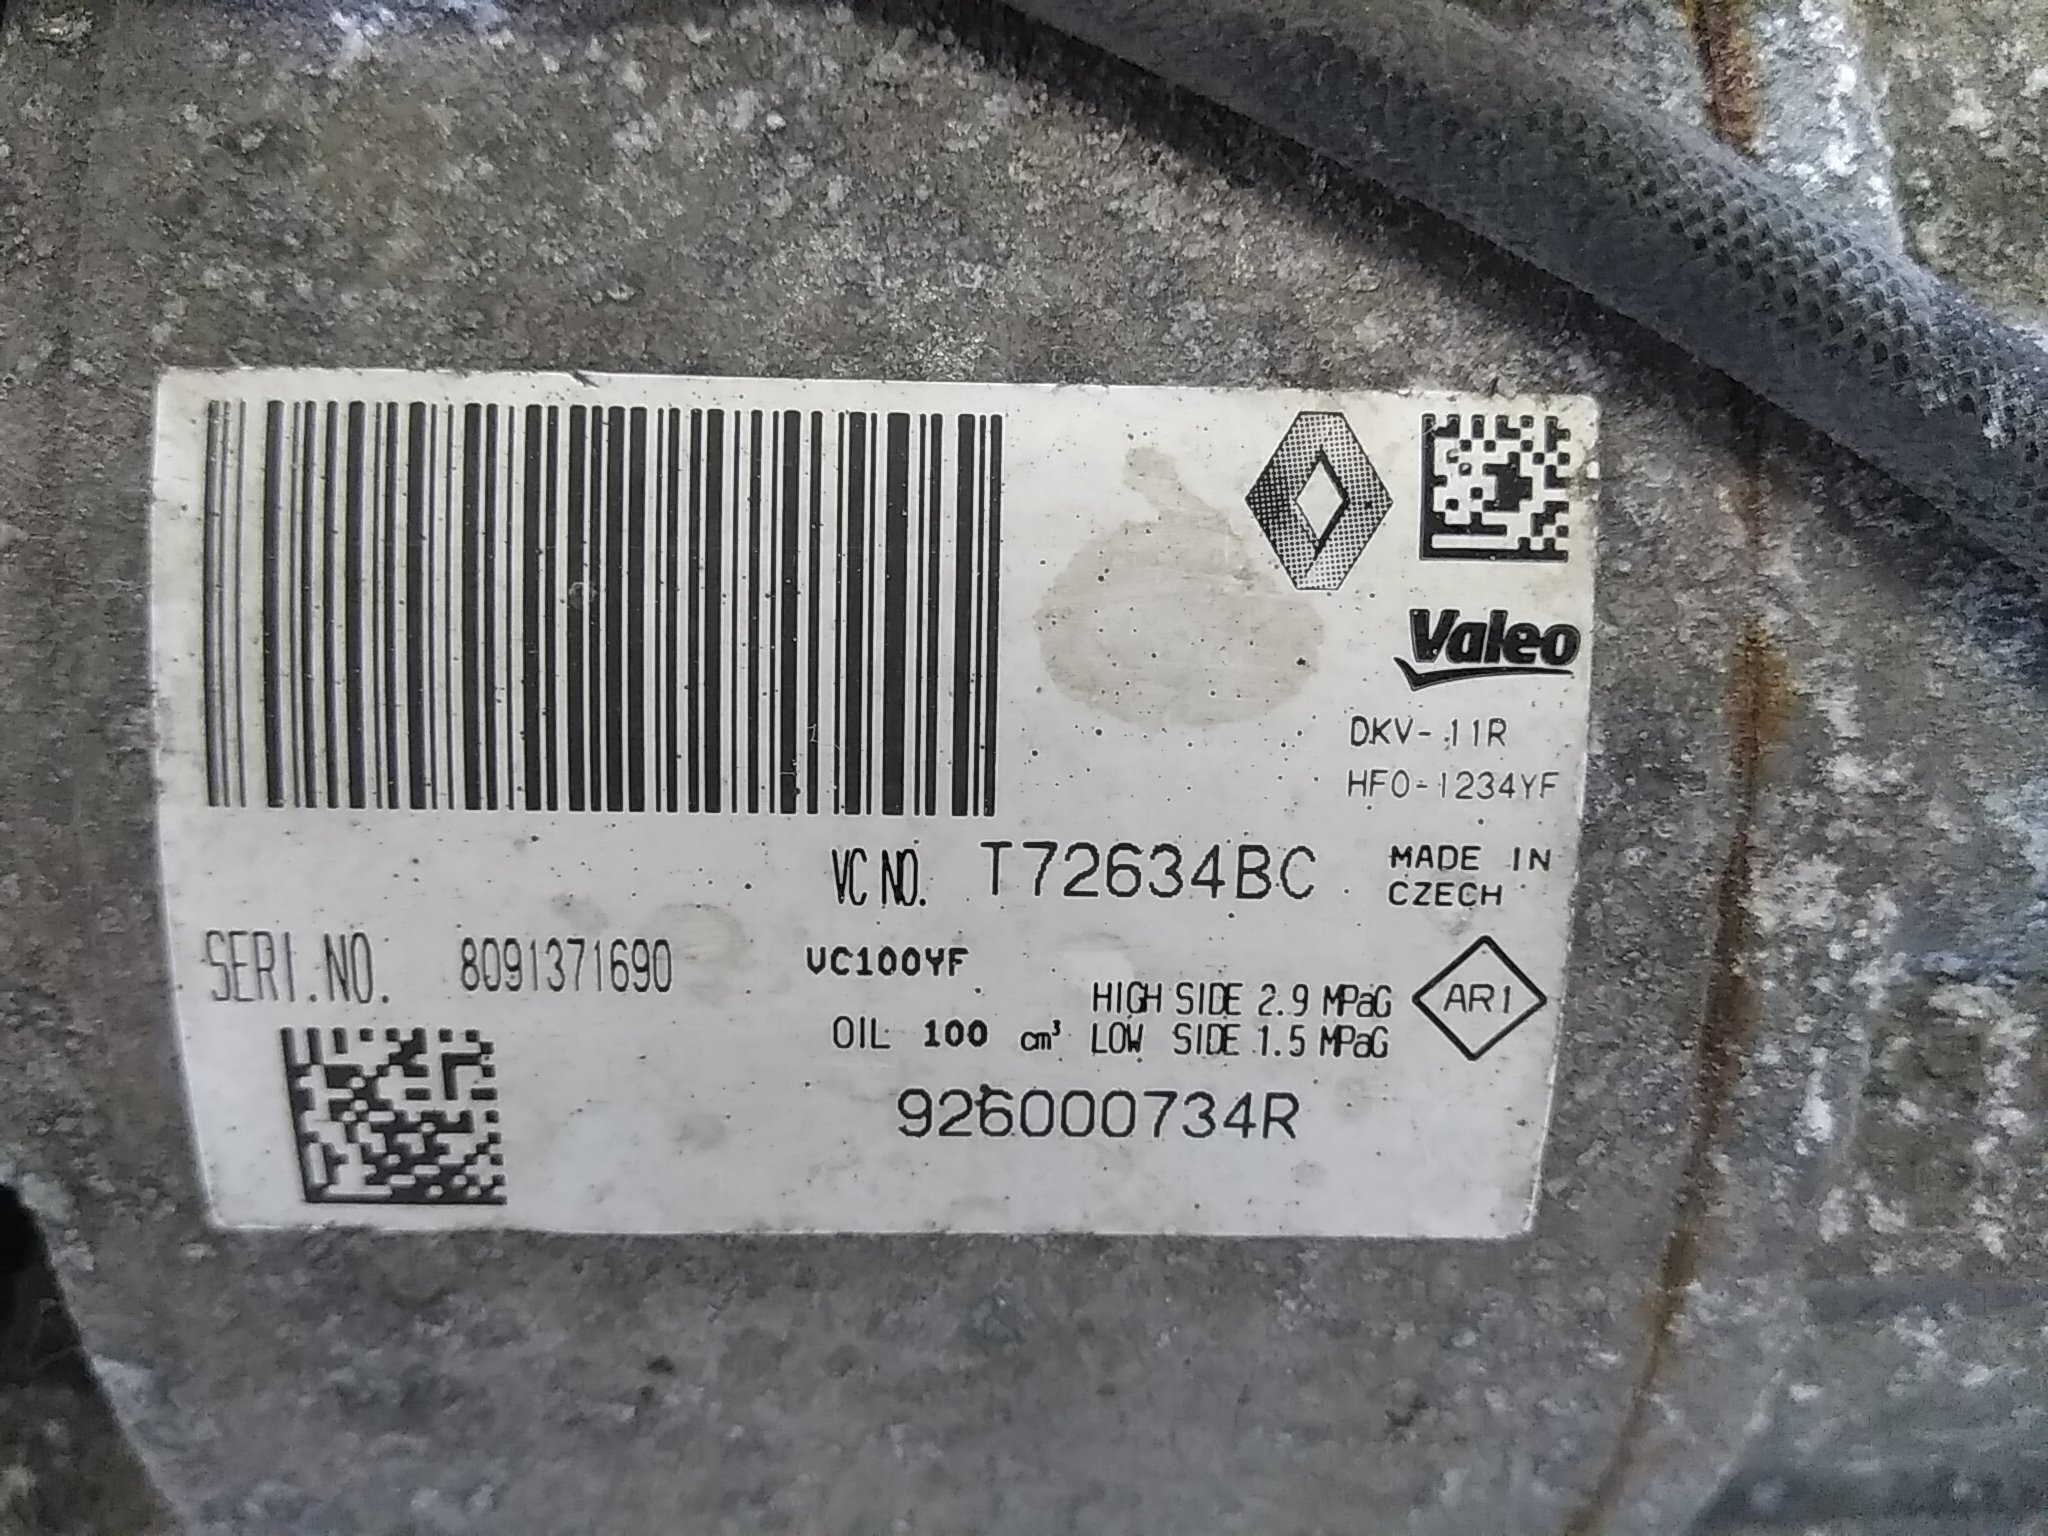 Valeo
DKV-11R
HFO-1234YF
VC NO. T72634BC
MADE IN
CZECH
SERI.NO. 8091371690
VC100YF
OIL 100 cm³
HIGH SIDE 2.9 MPaG
LOW SIDE 1.5 MPaG
AR1
926000734R